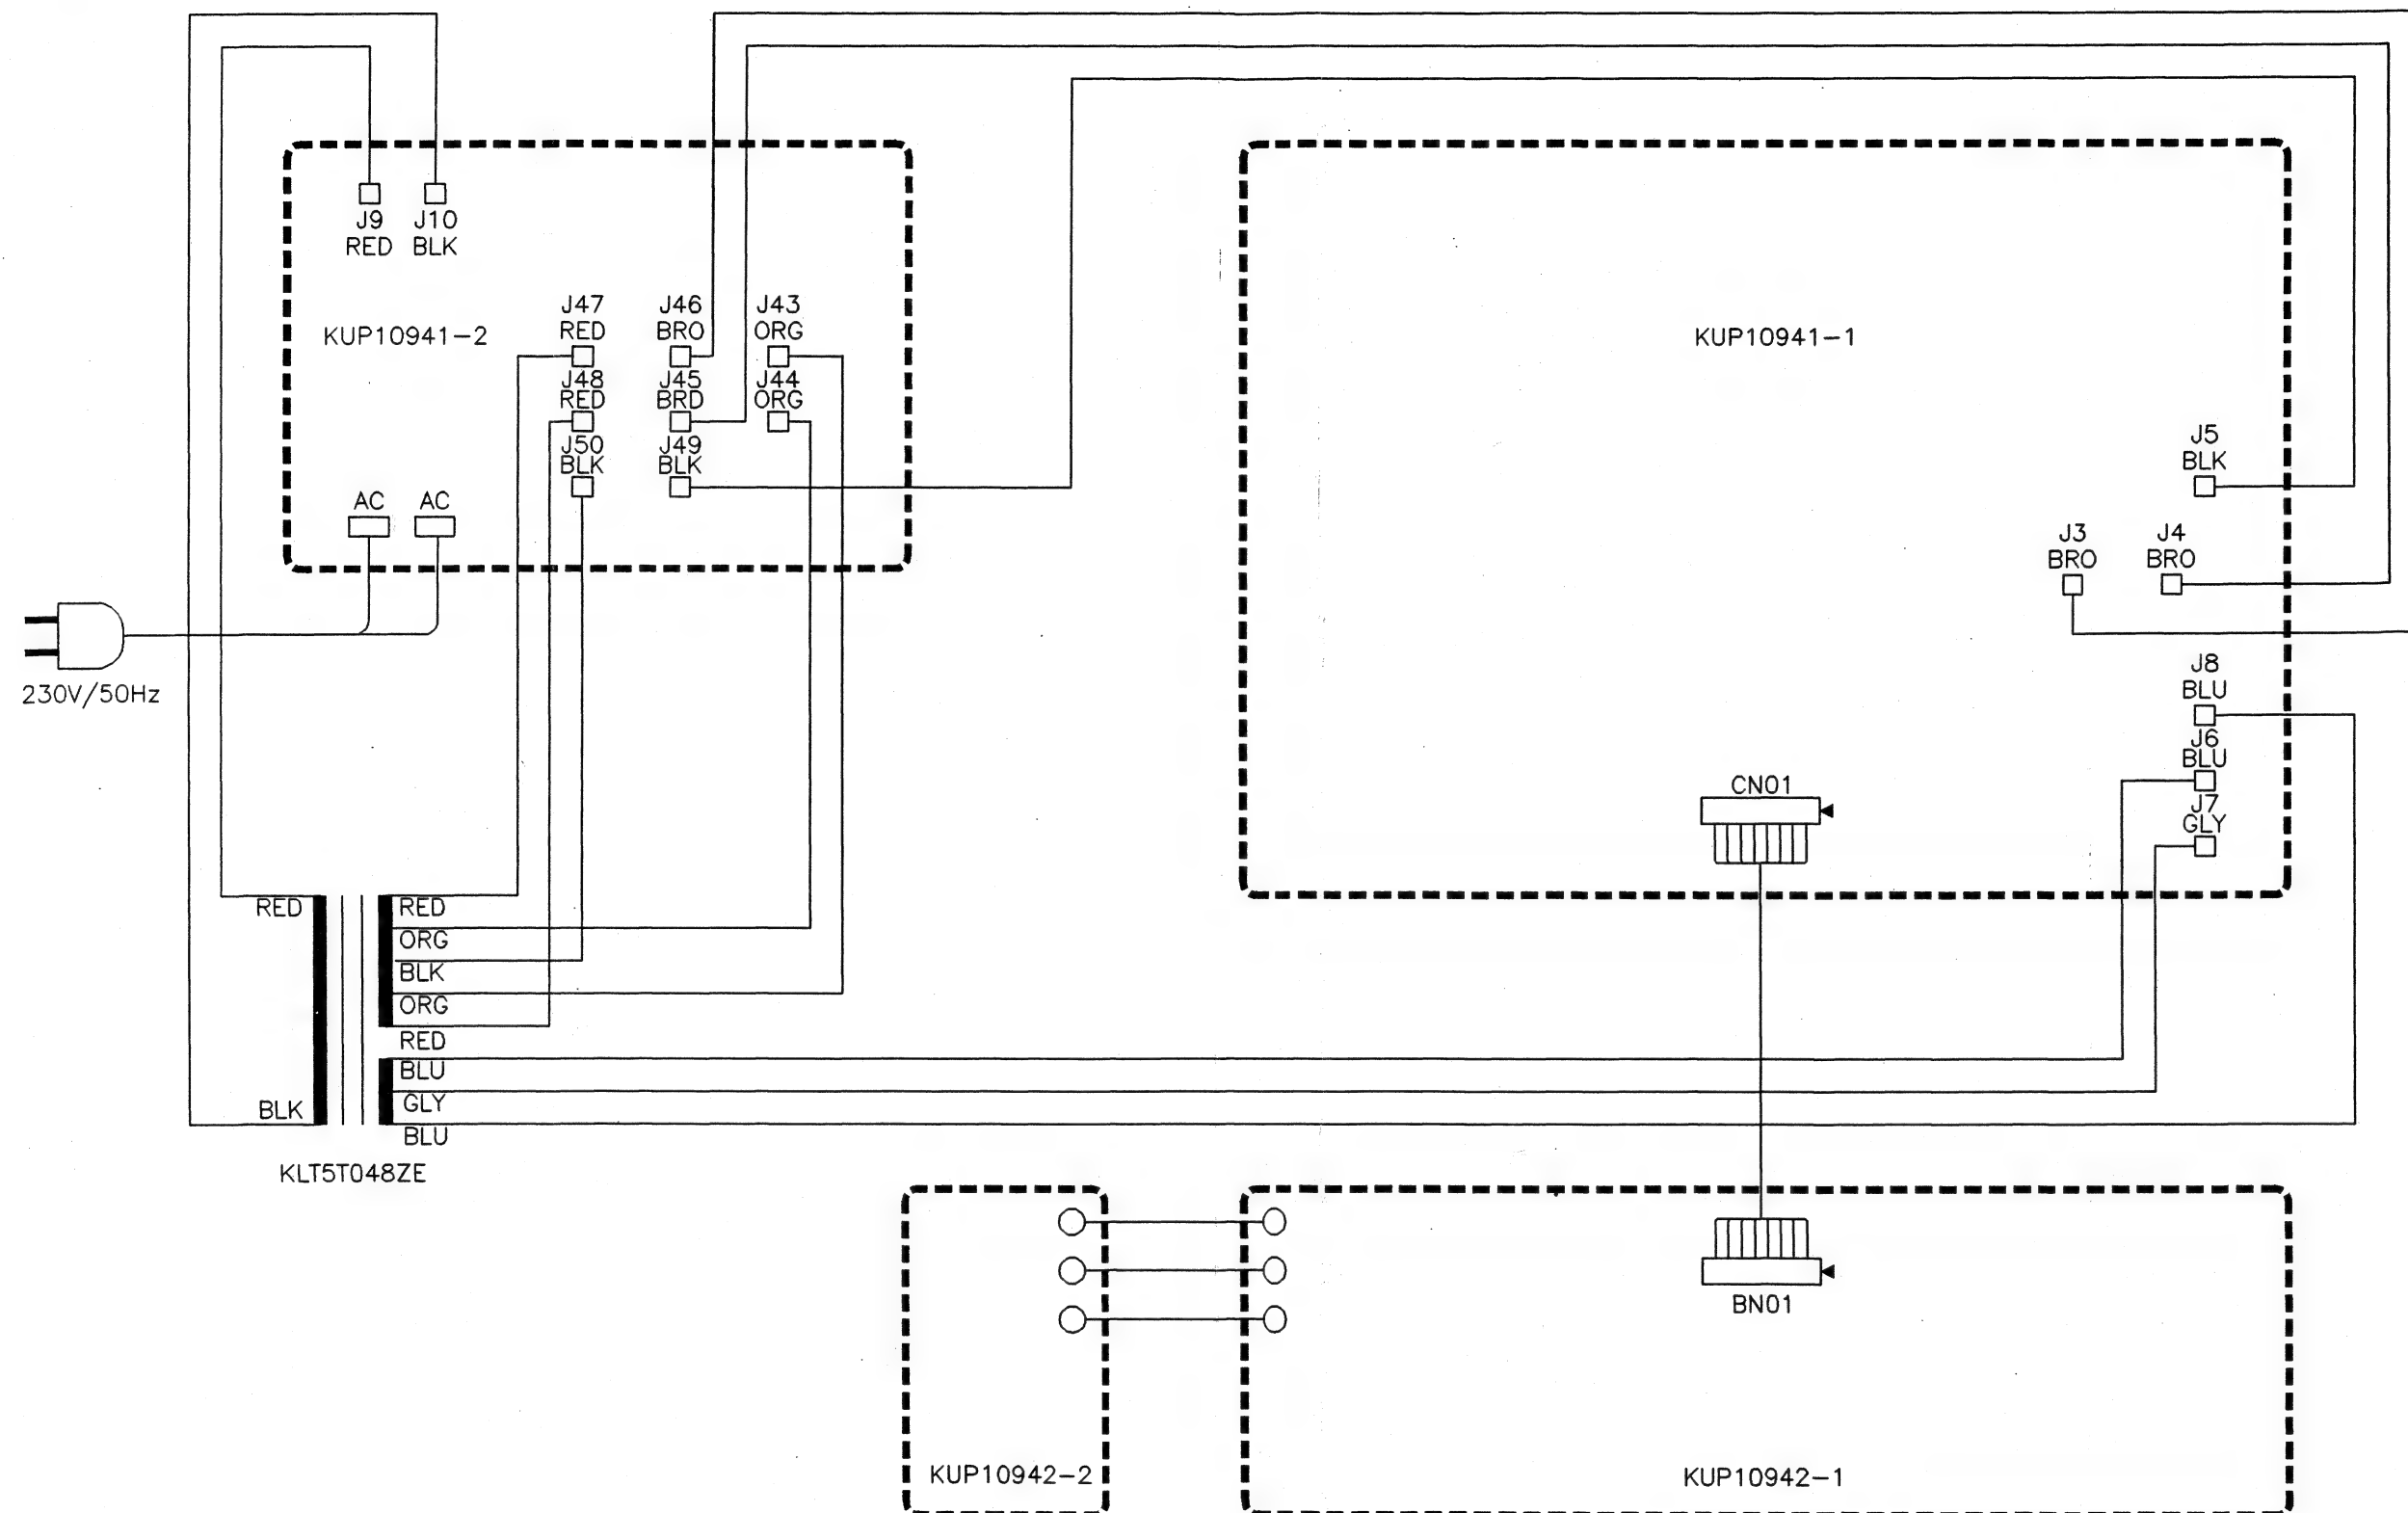 J9
RED
J10
BLK
KUP10941-2
J47
RED
J46
BRO
J43
ORG
J48
RED
J45
BRD
J44
ORG
J50
BLK
J49
BLK
AC
AC
230V/50Hz
KUP10941-1
J5
BLK
J3
BRO
J4
BRO
J8
BLU
J6
BLU
J7
GLY
CN01
RED
BLK
RED
ORG
BLK
ORG
RED
BLU
GLY
BLU
KLT5T048ZE
BN01
KUP10942-2
KUP10942-1